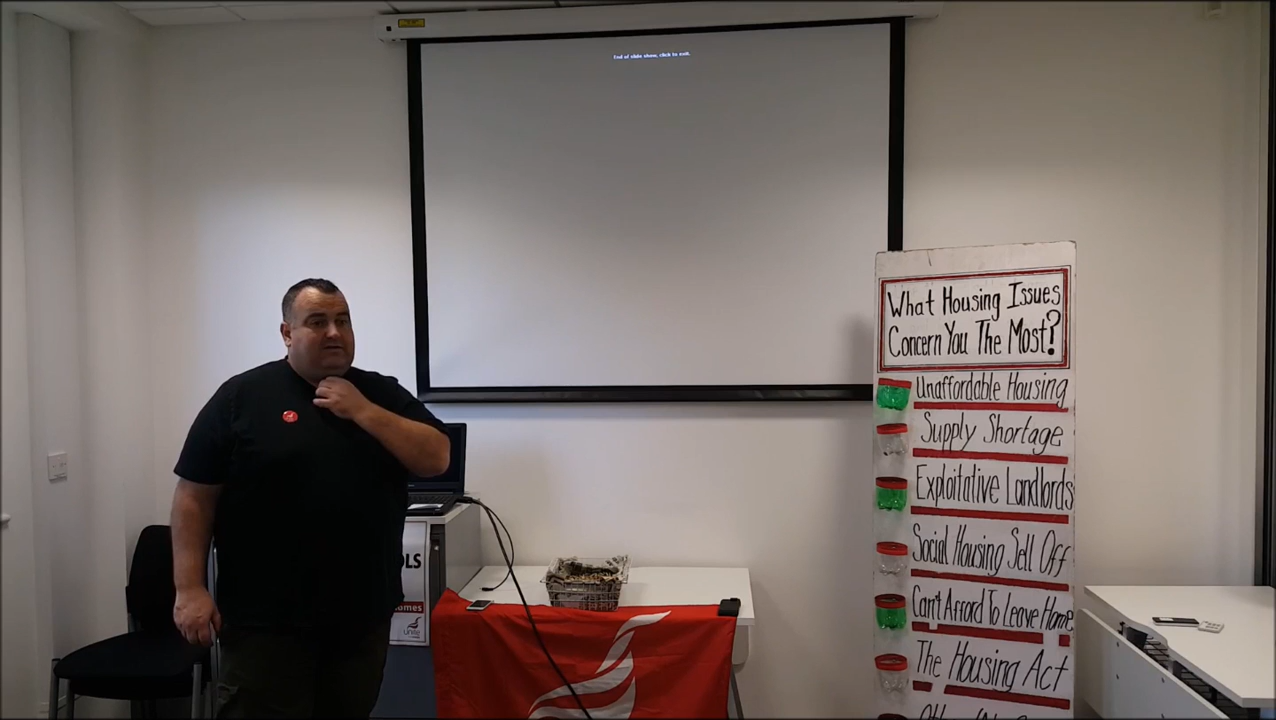 End of slide show, click to exit.
What Housing Issues
Concern You The Most?
Unaffordable Housing
Supply Shortage
Exploitative Landlords
Social Housing Sell Off
Can't Afford To Leave Home
The Housing Act
OLS
omes
unite